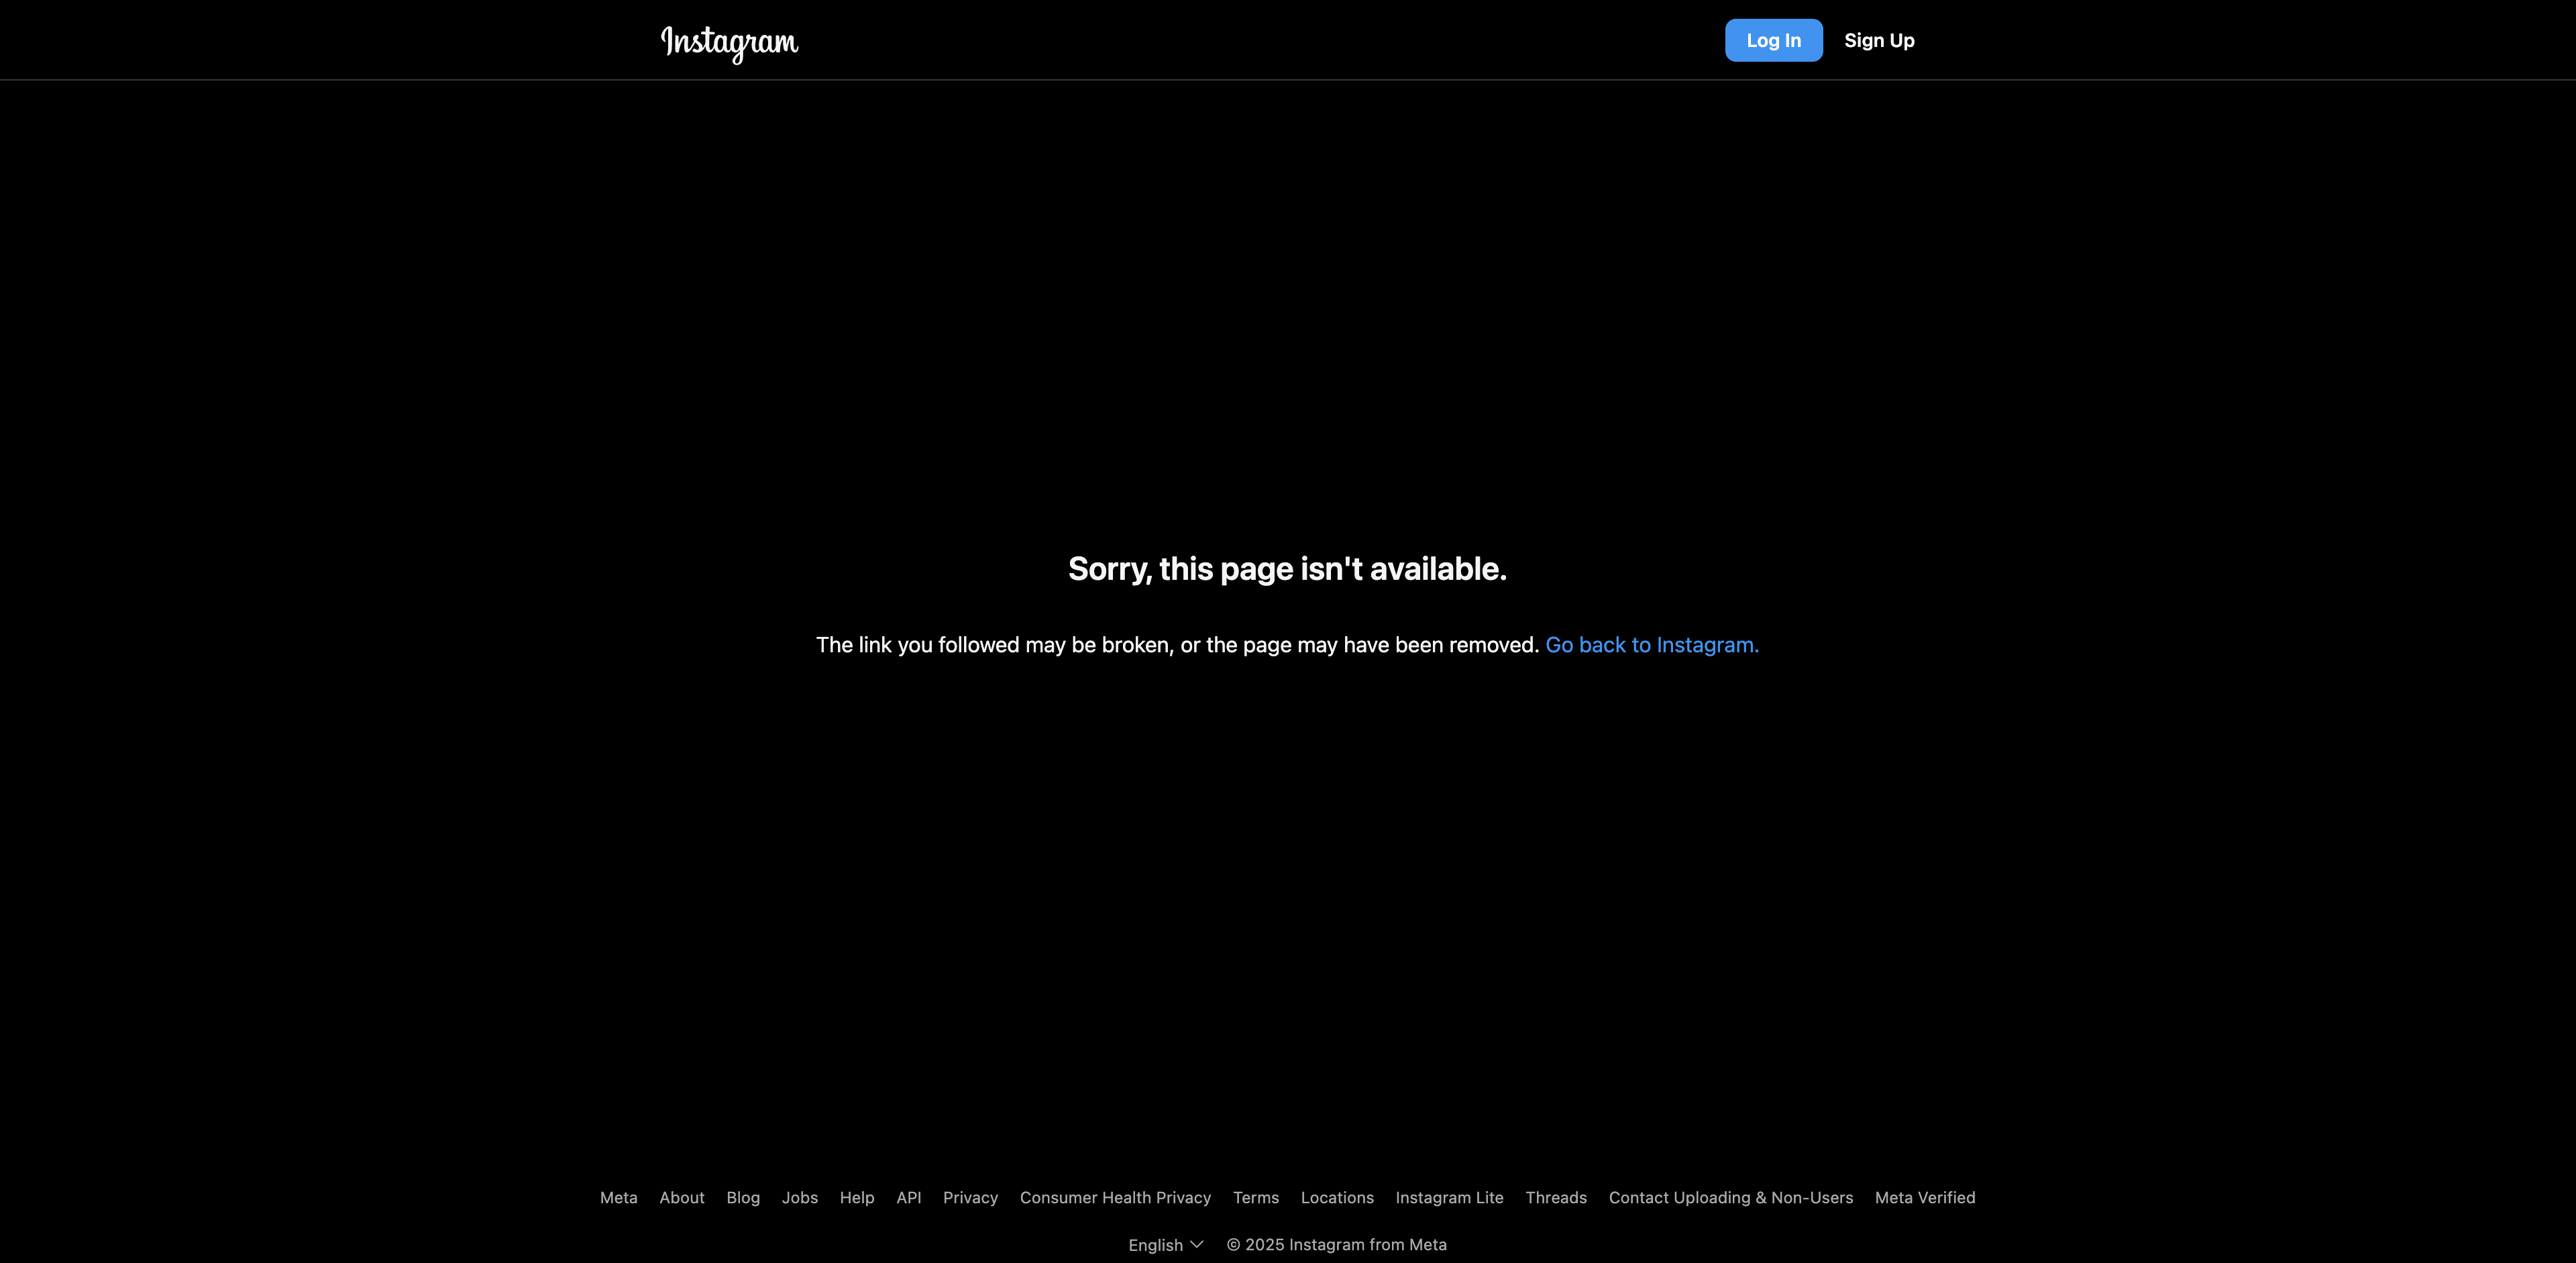 Instagram
Log In
Sign Up
Sorry, this page isn't available.
The link you followed may be broken, or the page may have been removed. Go back to Instagram.
Meta About Blog Jobs Help API Privacy Consumer Health Privacy Terms Locations Instagram Lite Threads Contact Uploading & Non-Users Meta Verified
English © 2025 Instagram from Meta